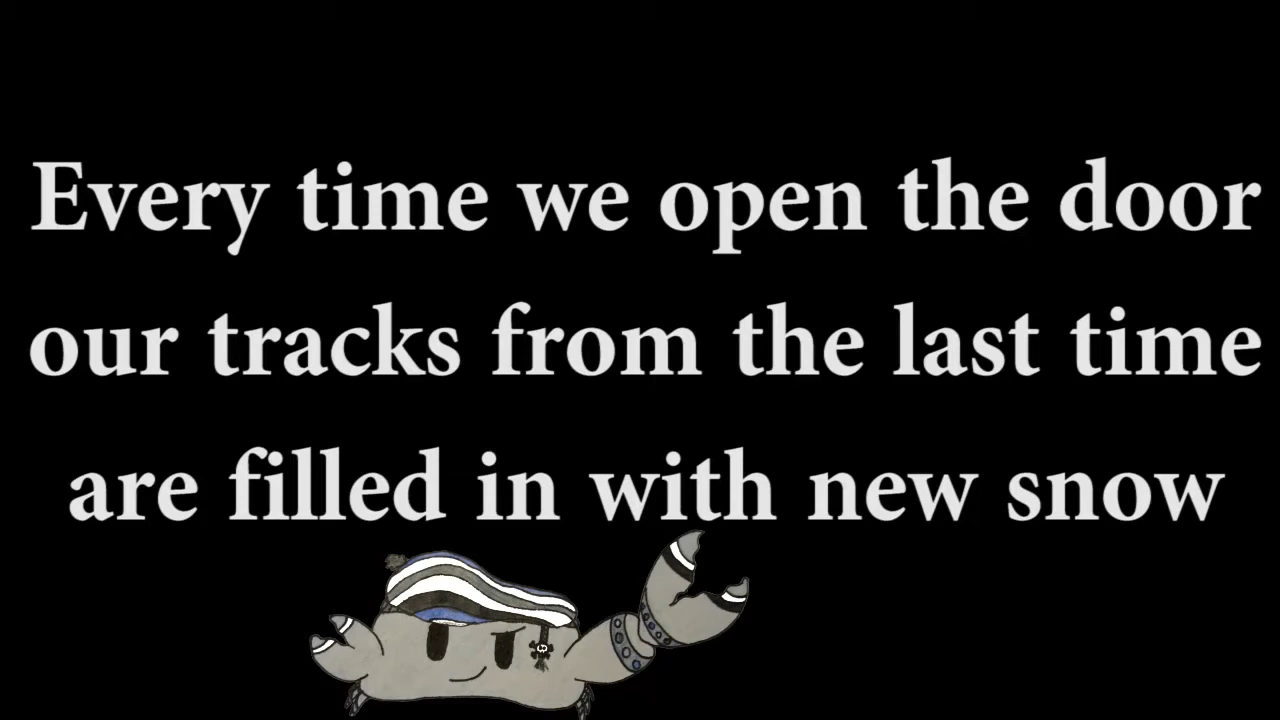 Every time we open the door
our tracks from the last time
are filled in with new snow